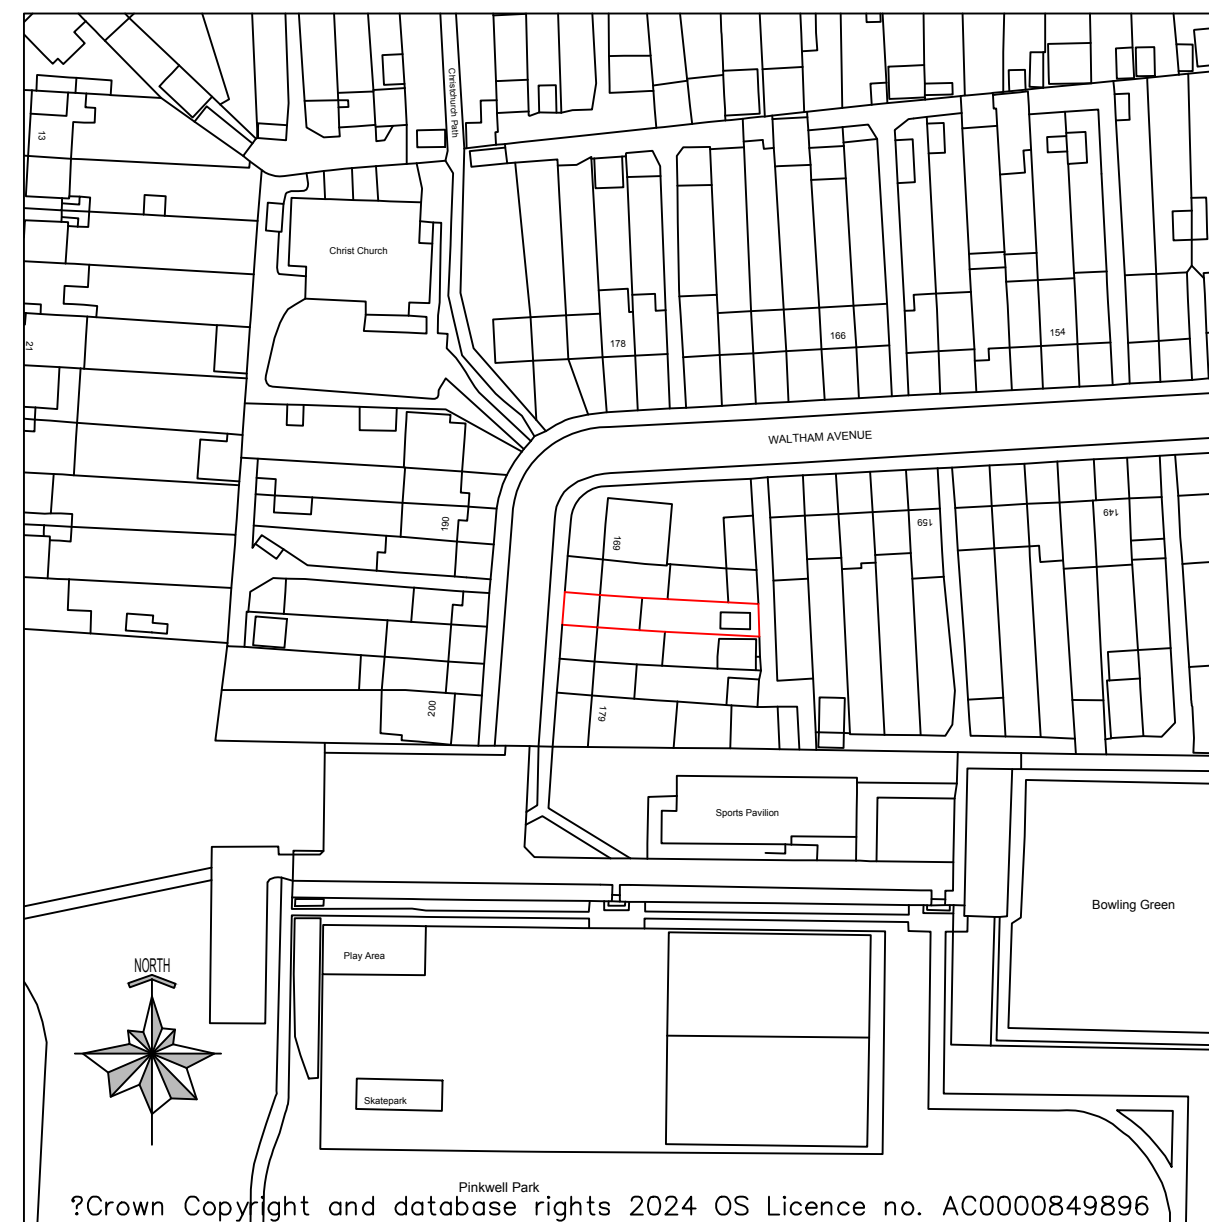 Christchurch Path
13
Christ Church
21
178
166
154
WALTHAM AVENUE
190
169
159
149
200
179
Sports Pavilion
Bowling Green
Play Area
NORTH
Skatepark
Pinkwell Park
?Crown Copyright and database rights 2024 OS Licence no. AC0000849896